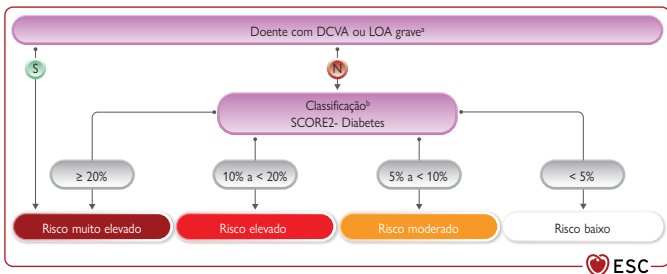 Doente com DCVA ou LOA graveᵃ
S
N
Classificaçãoᵇ
SCORE2- Diabetes
≥ 20%
10% a < 20%
5% a < 10%
< 5%
Risco muito elevado
Risco elevado
Risco moderado
Risco baixo
ESC